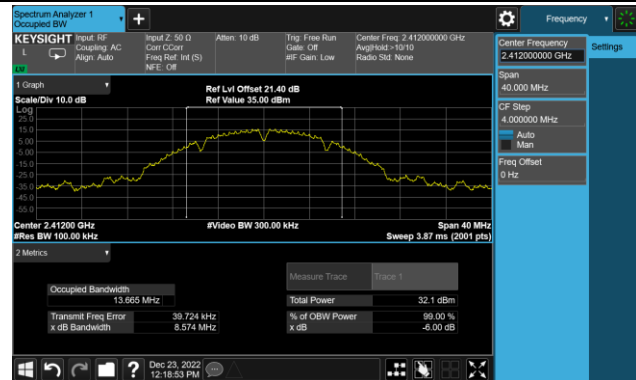 Spectrum Analyzer 1
Occupied BW
Frequency
KEYSIGHT
L
Input: RF
Coupling: AC
Align: Auto
Input Z: 50 Ω
Corr CCorr
Freq Ref: Int (S)
NFE: Off
Atten: 10 dB
Trig: Free Run
Gate: Off
#IF Gain: Low
Center Freq: 2.412000000 GHz
Avg|Hold:>10/10
Radio Std: None
Center Frequency
2.412000000 GHz
Settings
Span
40.000 MHz
CF Step
4.000000 MHz
Auto
Man
Freq Offset
0 Hz
1 Graph
Scale/Div 10.0 dB
Ref Lvl Offset 21.40 dB
Ref Value 35.00 dBm
Log
25.0
15.0
5.00
-5.00
-15.0
-25.0
-35.0
-45.0
-55.0
Center 2.41200 GHz
#Res BW 100.00 kHz
#Video BW 300.00 kHz
Span 40 MHz
Sweep 3.87 ms (2001 pts)
2 Metrics
Measure Trace
Trace 1
Occupied Bandwidth
13.665 MHz
Total Power
32.1 dBm
Transmit Freq Error
39.724 kHz
% of OBW Power
99.00 %
x dB Bandwidth
8.574 MHz
x dB
-6.00 dB
Dec 23, 2022
12:18:53 PM